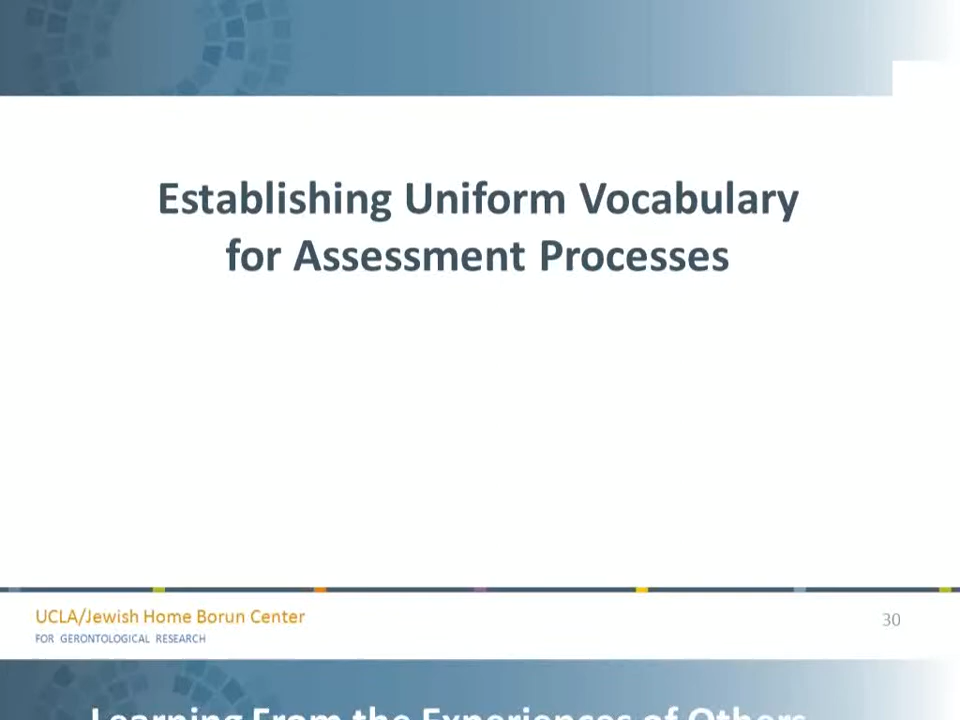 Establishing Uniform Vocabulary
for Assessment Processes
UCLA/Jewish Home Borun Center
30
FOR GERONTOLOGICAL RESEARCH
Learning From the Experiences of Others